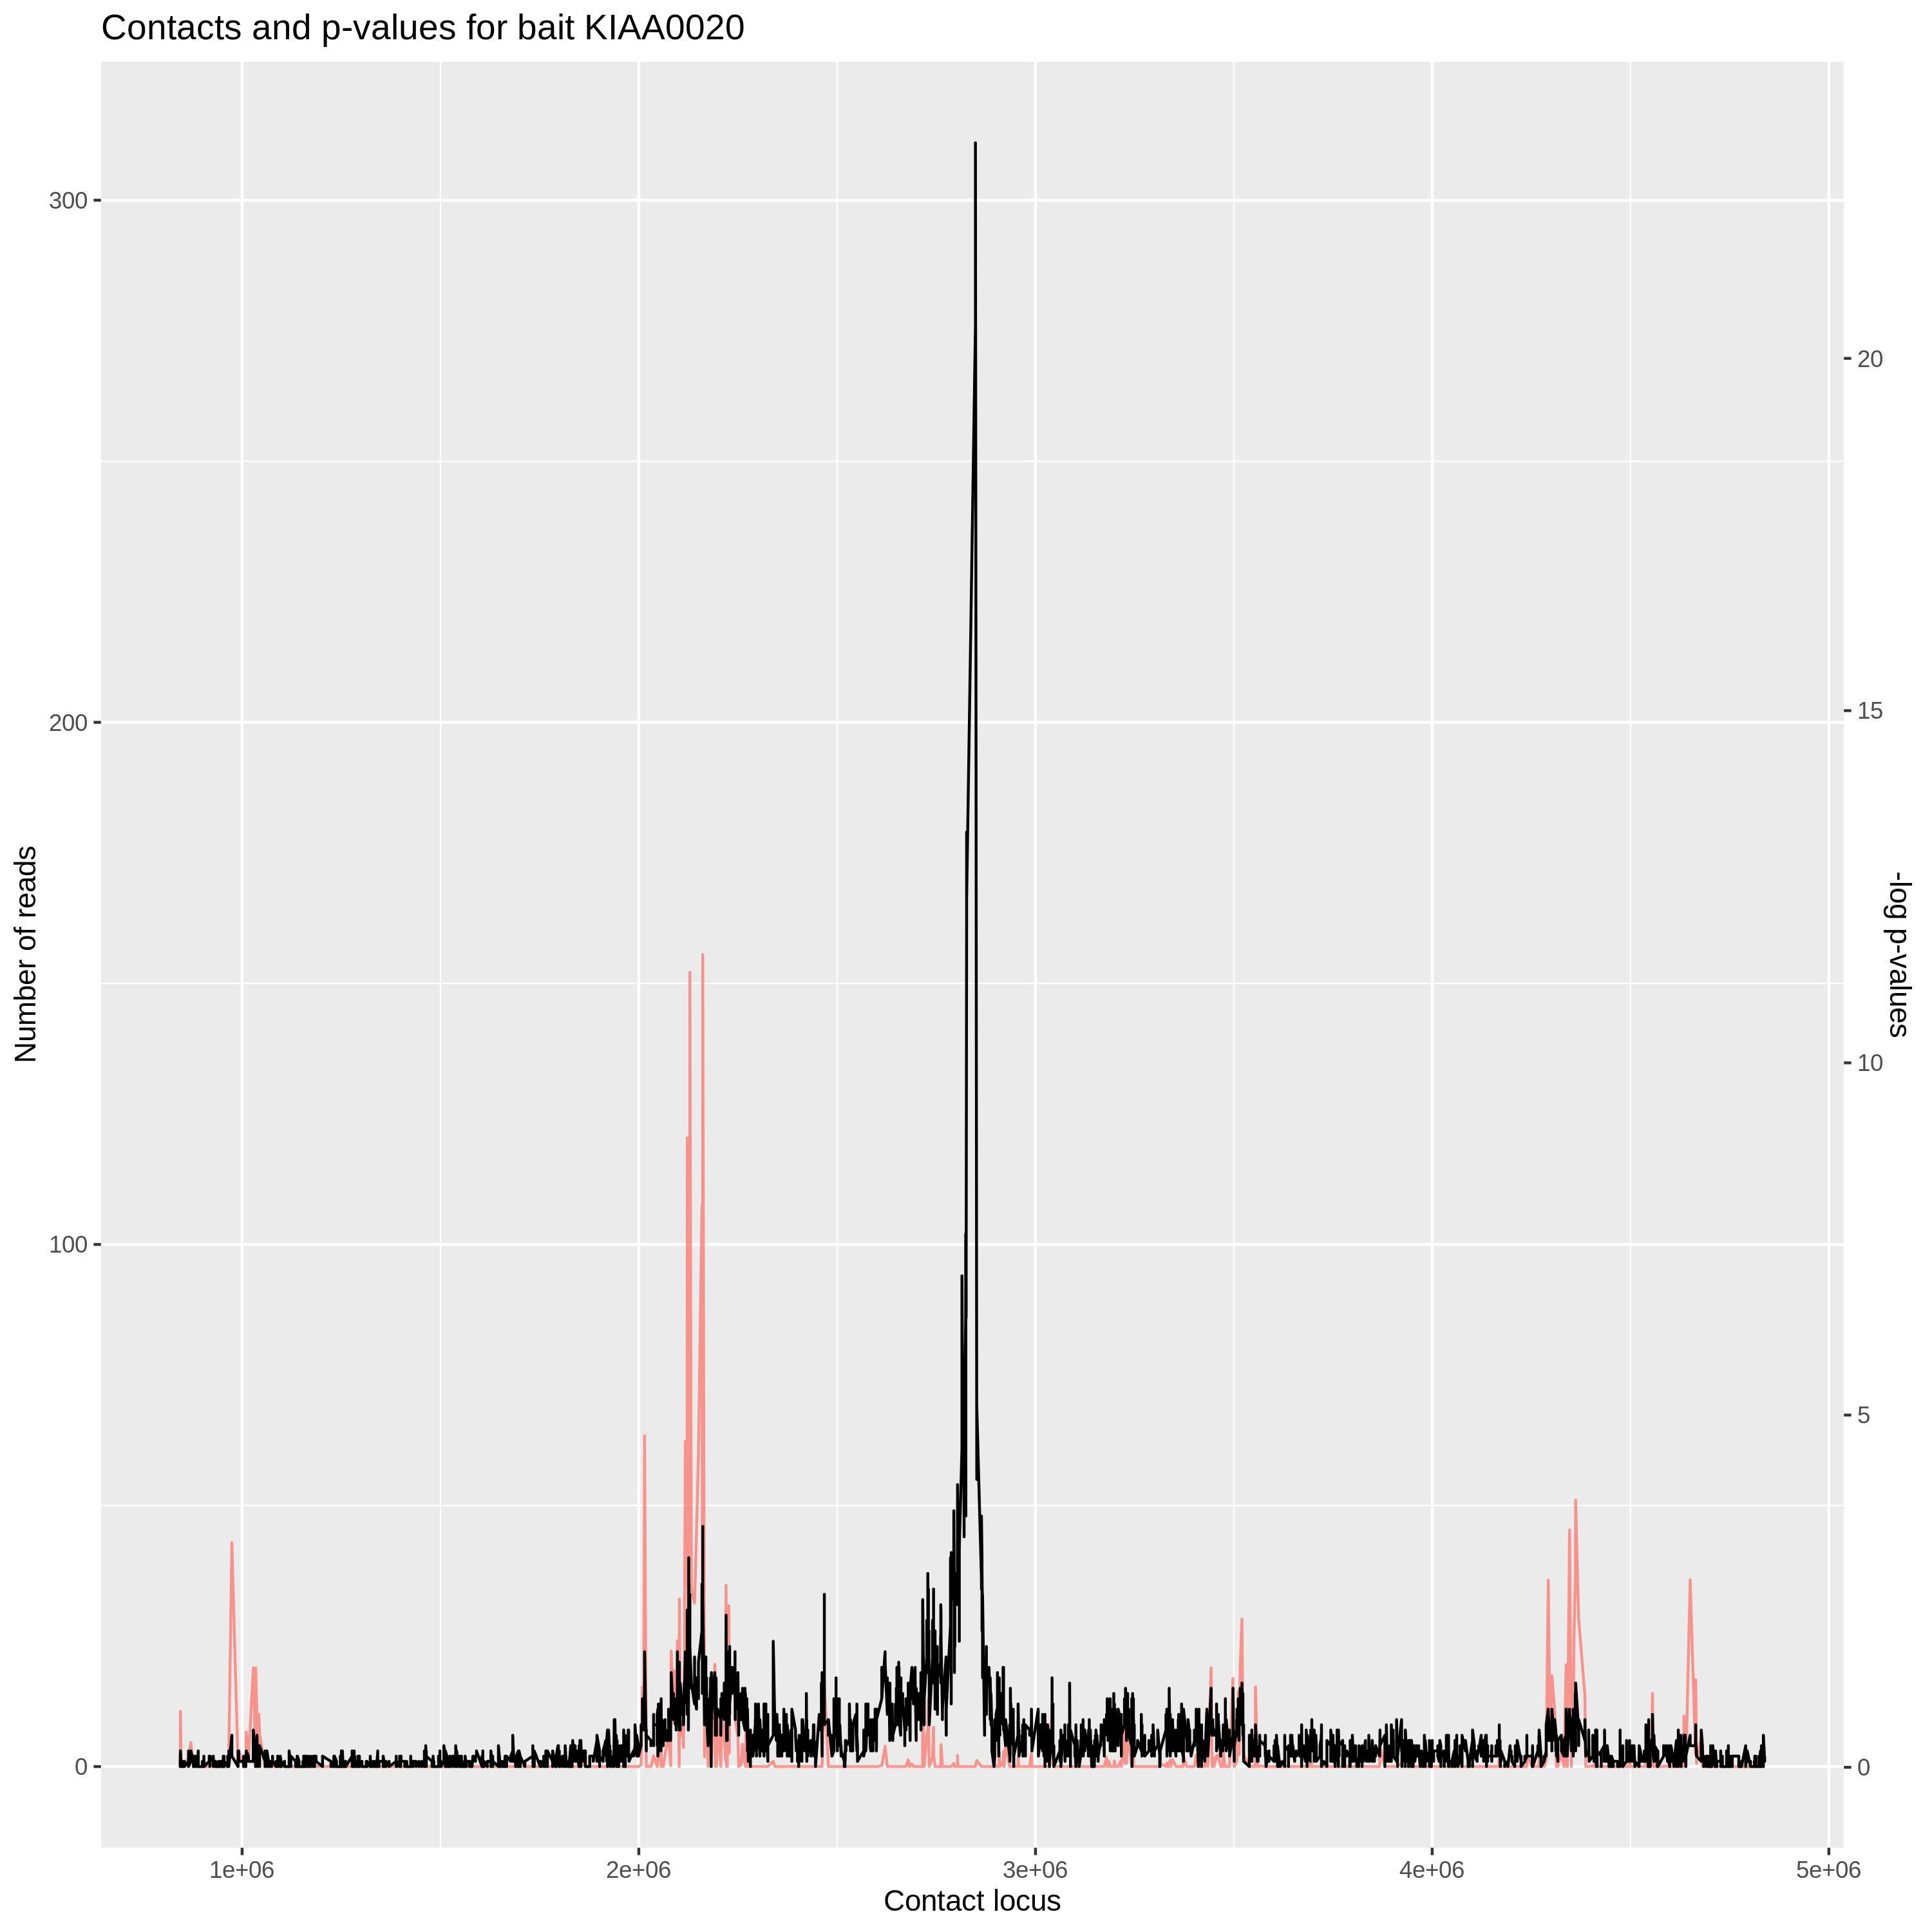 Contacts and p-values for bait KIAA0020
300
200
100
0
Number of reads
20
15
10
5
0
-log p-values
1e+06
2e+06
3e+06
4e+06
5e+06
Contact locus